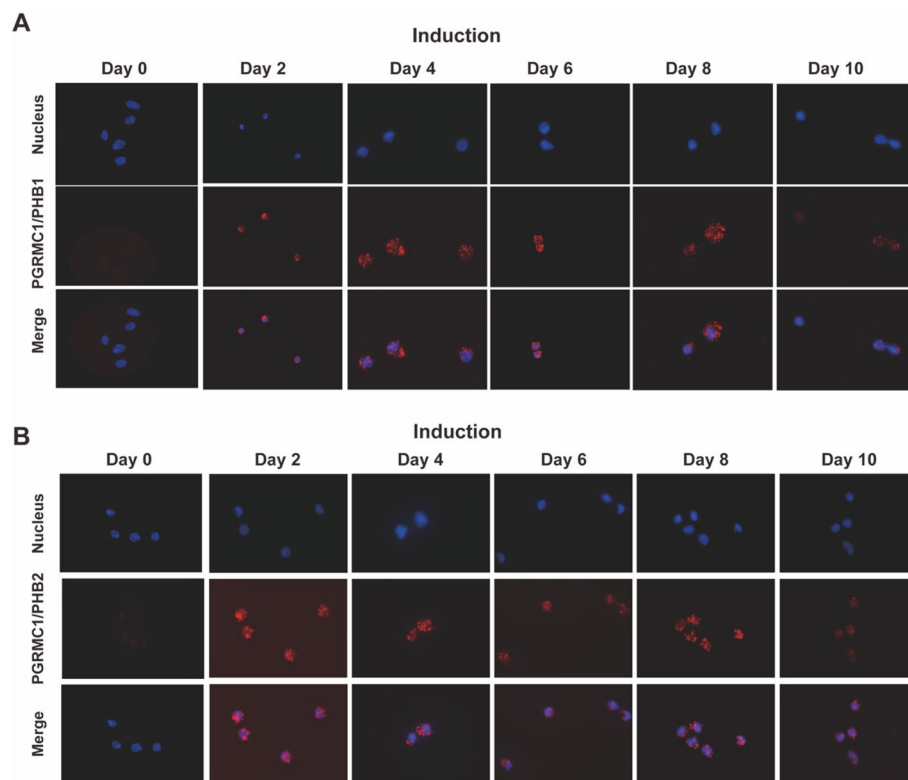 A
Induction
Day 0 Day 2 Day 4 Day 6 Day 8 Day 10
Nucleus
PGRMC1/PHB1
Merge
B
Induction
Day 0 Day 2 Day 4 Day 6 Day 8 Day 10
Nucleus
PGRMC1/PHB2
Merge